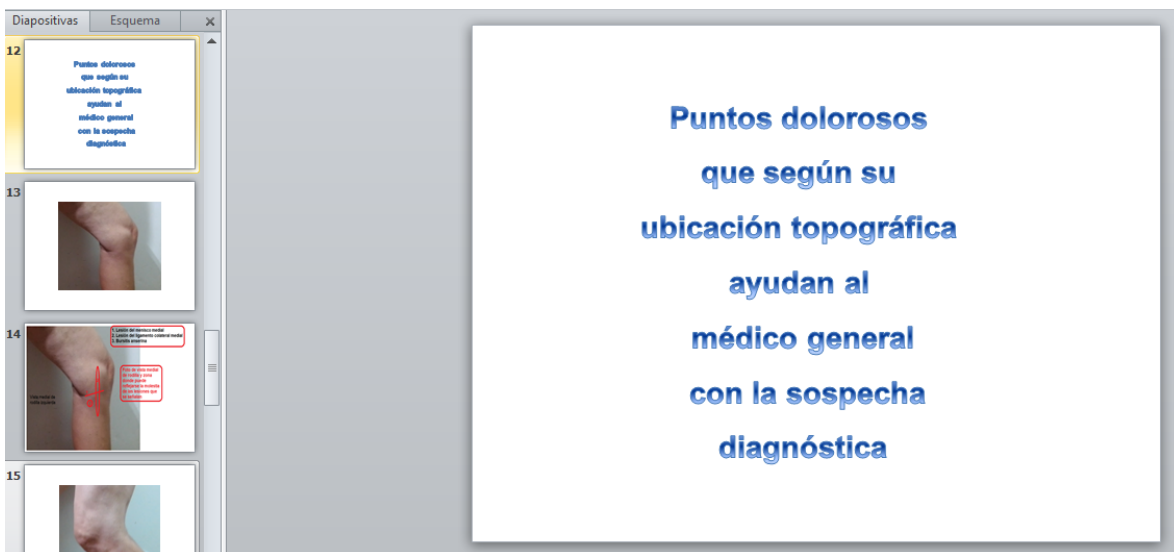 Diapositivas
Esquema
12
Puntos dolorosos
que según su
ubicación topográfica
ayudan al
médico general
con la sospecha
diagnóstica
13
14
1. Lesión del menisco medial
2. Lesión del ligamento colateral medial
3. Bursitis anserina
15
Puntos dolorosos
que según su
ubicación topográfica
ayudan al
médico general
con la sospecha
diagnóstica